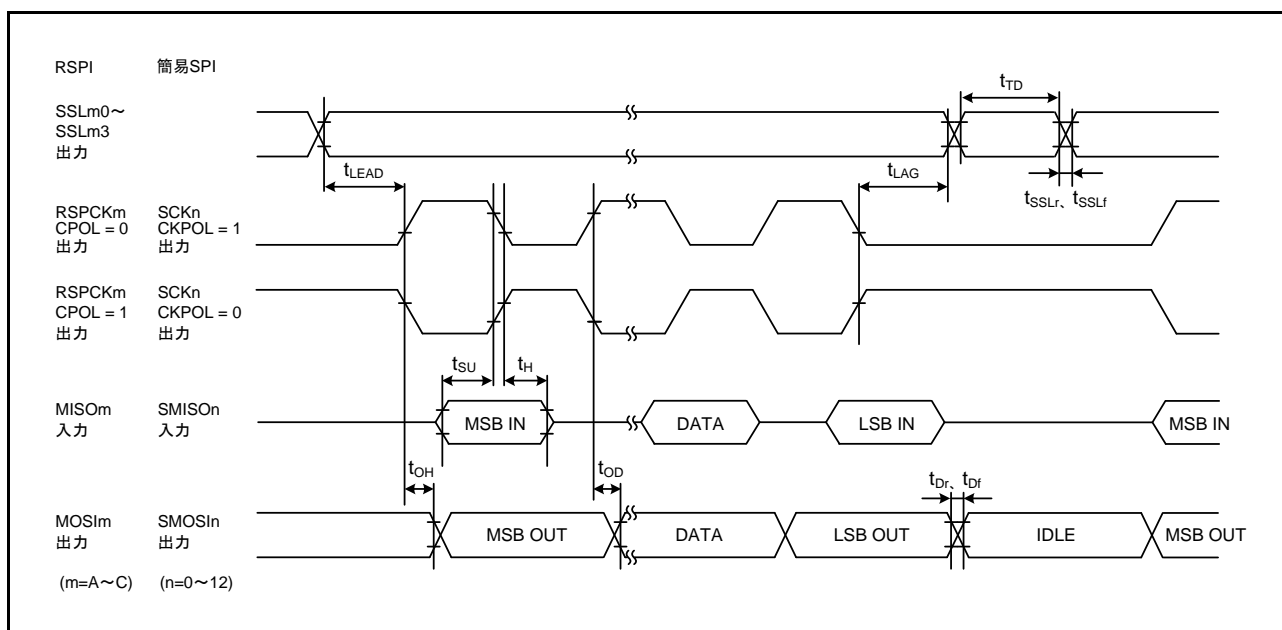 RSPI 簡易SPI
SSLm0～
SSLm3
出力
tTD
tLEAD
tLAG
tSSLr、tSSLf
RSPCKm SCKn
CPOL = 0 CKPOL = 1
出力 出力
RSPCKm SCKn
CPOL = 1 CKPOL = 0
出力 出力
tSU tH
MISOm SMISOn
入力 入力
MSB IN DATA LSB IN MSB IN
tOH tOD tDr、tDf
MOSIm SMOSIn
出力 出力
MSB OUT DATA LSB OUT IDLE MSB OUT
(m=A～C) (n=0～12)